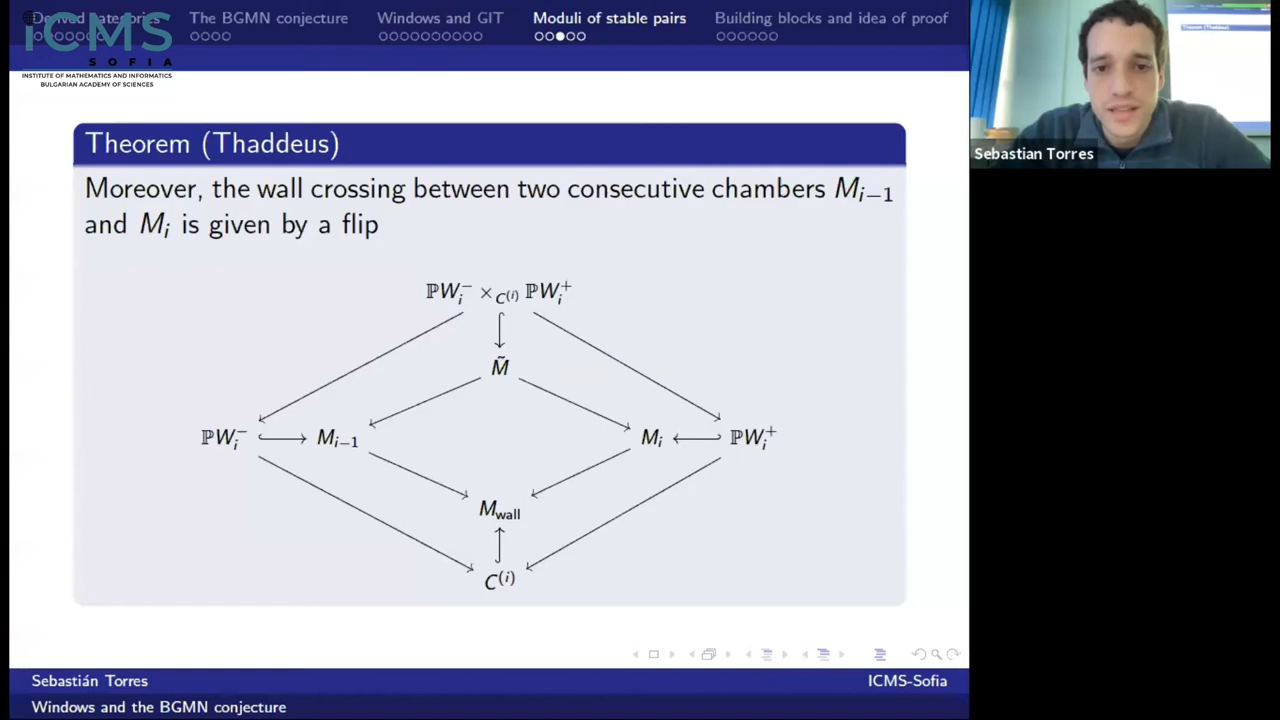 Derived categories The BGMN conjecture Windows and GIT Moduli of stable pairs Building blocks and idea of proof
iCMS
SOFIA
INSTITUTE OF MATHEMATICS AND INFORMATICS
BULGARIAN ACADEMY OF SCIENCES
Sebastian Torres
Theorem (Thaddeus)
Moreover, the wall crossing between two consecutive chambers M_{i−1}
and M_i is given by a flip
ℙW_i^− ×_{C^{(i)}} ℙW_i^+
M̃
ℙW_i^− M_{i−1} M_i ℙW_i^+
M_wall
C^{(i)}
Sebastián Torres ICMS-Sofia
Windows and the BGMN conjecture